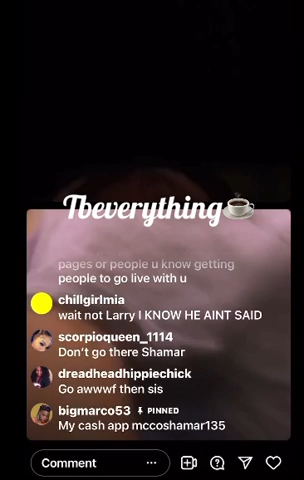 Tbeverything
pages or people u know getting
people to go live with u
chillgirlmia
wait not Larry I KNOW HE AINT SAID
scorpioqueen_1114
Don't go there Shamar
dreadheadhippiechick
Go awwwf then sis
bigmarco53 PINNED
My cash app mccoshamar135
Comment